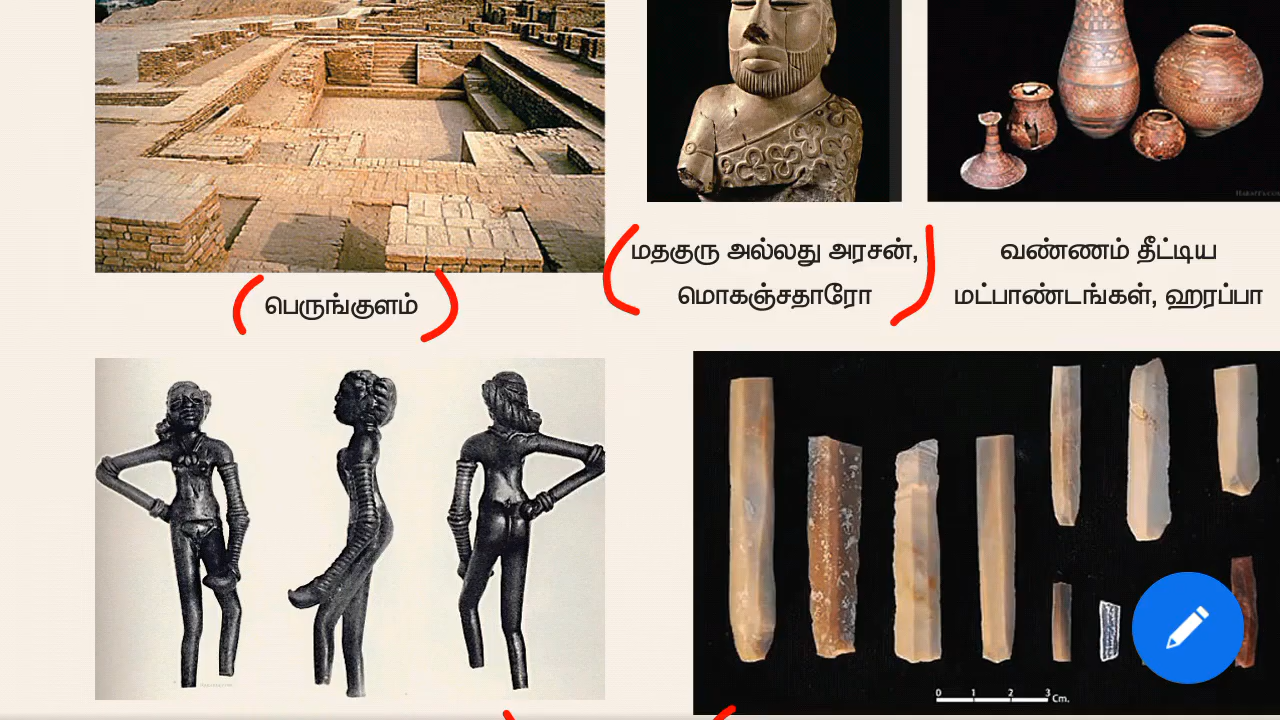 பெருங்குளம்
மதகுரு அல்லது அரசன்,
மொகஞ்சதாரோ
வண்ணம் தீட்டிய
மட்பாண்டங்கள், ஹரப்பா
0 1 2 3 Cm.